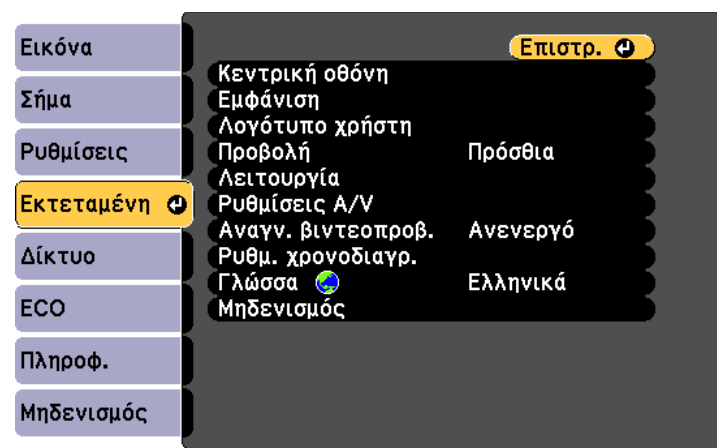 Εικόνα
Σήμα
Ρυθμίσεις
Εκτεταμένη
Δίκτυο
ECO
Πληροφ.
Μηδενισμός
Επιστρ.
Κεντρική οθόνη
Εμφάνιση
Λογότυπο χρήστη
Προβολή Πρόσθια
Λειτουργία
Ρυθμίσεις A/V
Αναγν. βιντεοπροβ. Ανενεργό
Ρυθμ. χρονοδιαγρ.
Γλώσσα Ελληνικά
Μηδενισμός